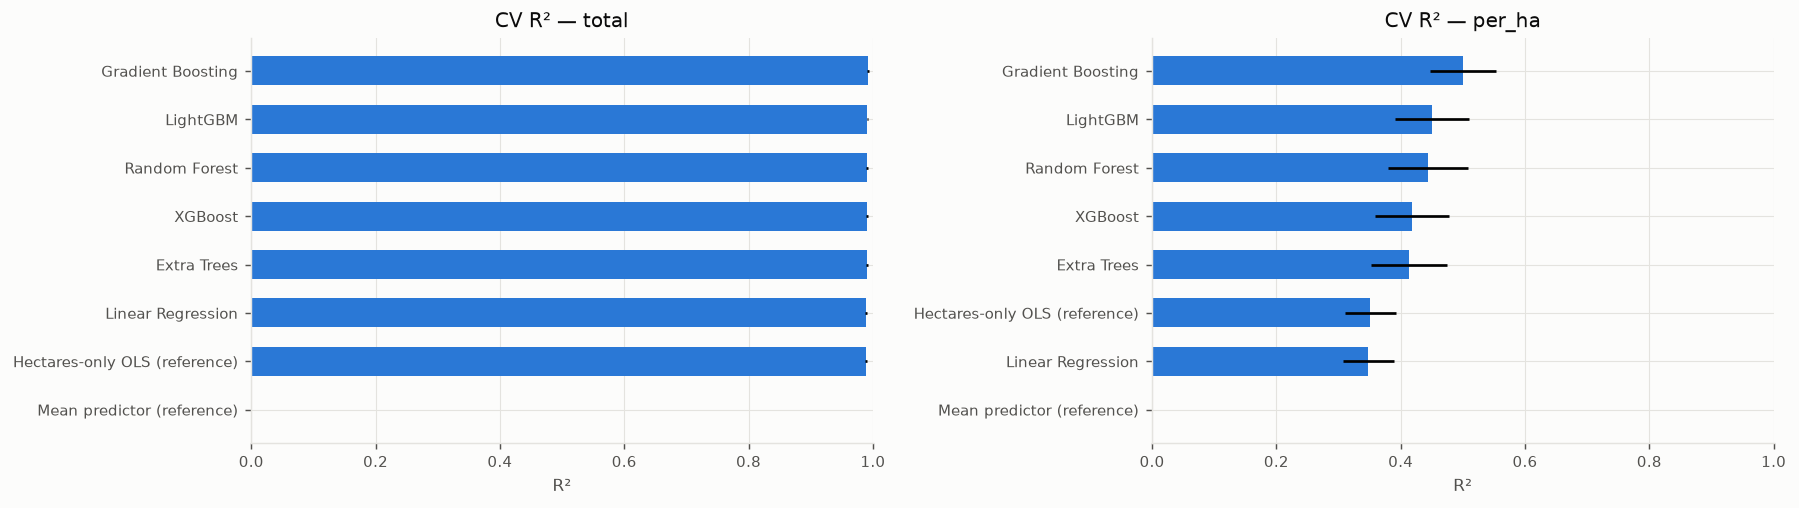 CV R² — total
Gradient Boosting
LightGBM
Random Forest
XGBoost
Extra Trees
Linear Regression
Hectares-only OLS (reference)
Mean predictor (reference)
0.0 0.2 0.4 0.6 0.8 1.0
R²
CV R² — per_ha
Gradient Boosting
LightGBM
Random Forest
XGBoost
Extra Trees
Hectares-only OLS (reference)
Linear Regression
Mean predictor (reference)
0.0 0.2 0.4 0.6 0.8 1.0
R²